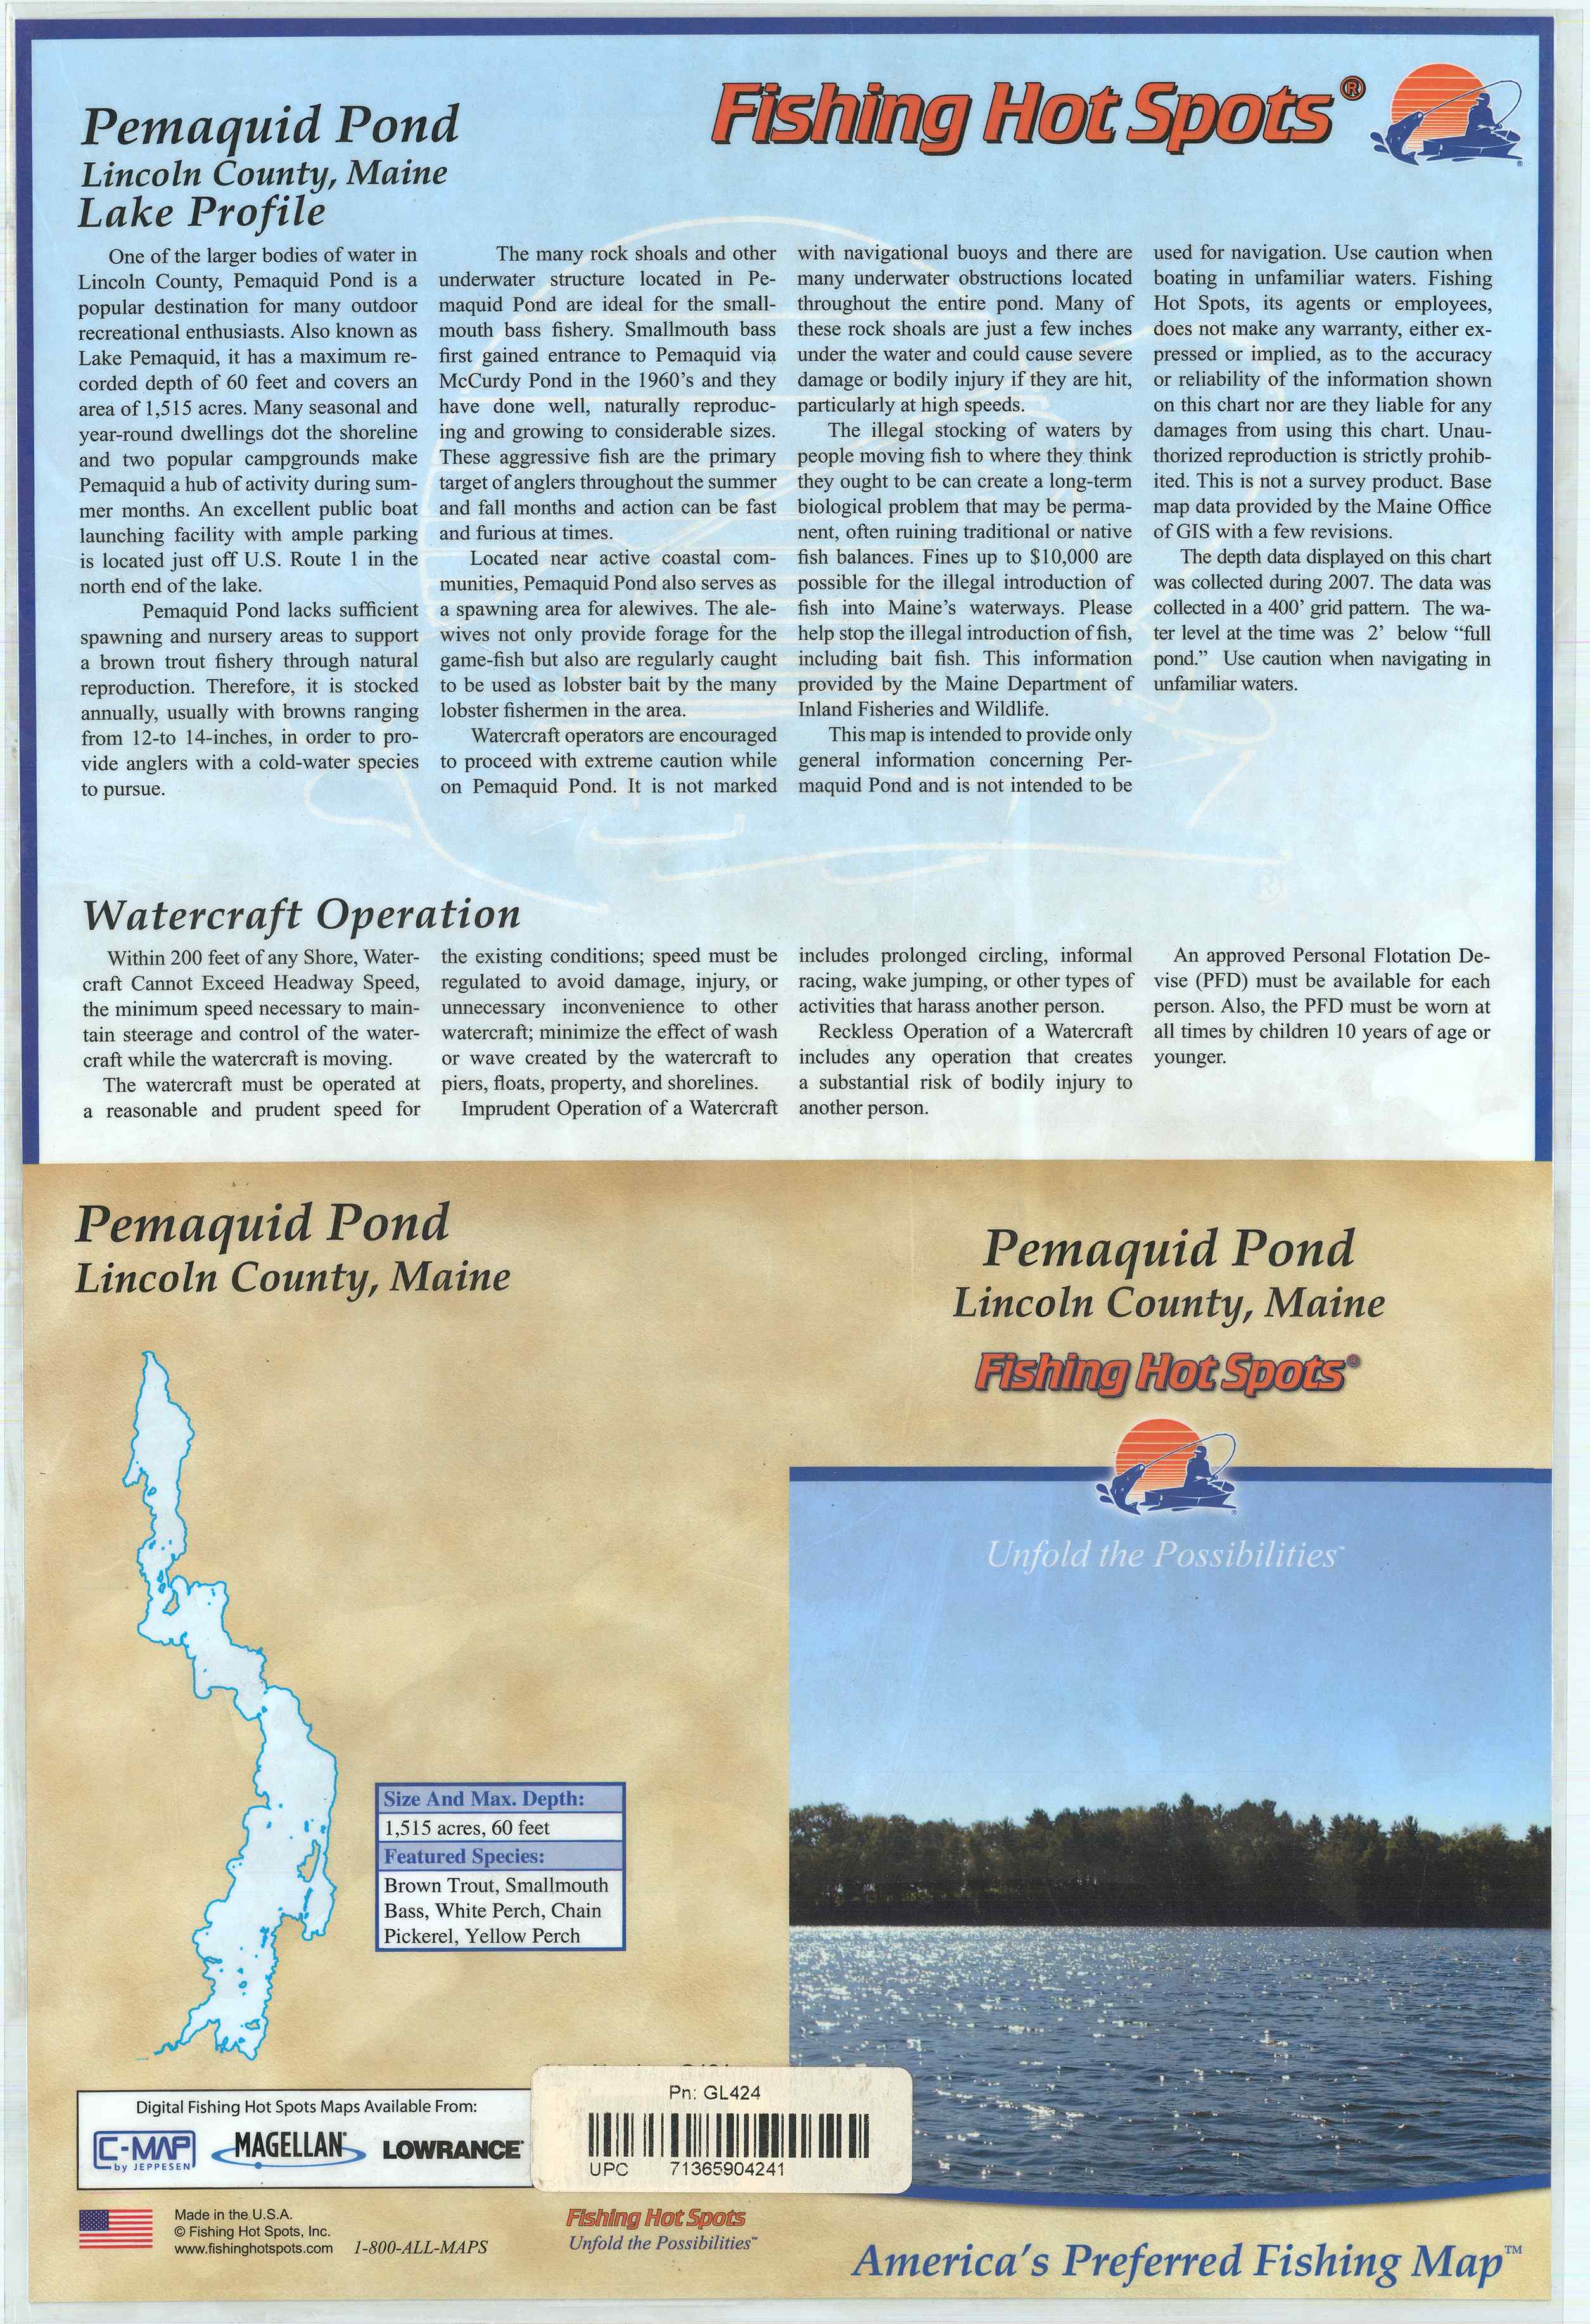 Fishing Hot Spots®
Pemaquid Pond
Lincoln County, Maine
Lake Profile
One of the larger bodies of water in
Lincoln County, Pemaquid Pond is a
popular destination for many outdoor
recreational enthusiasts. Also known as
Lake Pemaquid, it has a maximum re-
corded depth of 60 feet and covers an
area of 1,515 acres. Many seasonal and
year-round dwellings dot the shoreline
and two popular campgrounds make
Pemaquid a hub of activity during sum-
mer months. An excellent public boat
launching facility with ample parking
is located just off U.S. Route 1 in the
north end of the lake.
Pemaquid Pond lacks sufficient
spawning and nursery areas to support
a brown trout fishery through natural
reproduction. Therefore, it is stocked
annually, usually with browns ranging
from 12-to 14-inches, in order to pro-
vide anglers with a cold-water species
to pursue.
The many rock shoals and other
underwater structure located in Pe-
maquid Pond are ideal for the small-
mouth bass fishery. Smallmouth bass
first gained entrance to Pemaquid via
McCurdy Pond in the 1960's and they
have done well, naturally reproduc-
ing and growing to considerable sizes.
These aggressive fish are the primary
target of anglers throughout the summer
and fall months and action can be fast
and furious at times.
Located near active coastal com-
munities, Pemaquid Pond also serves as
a spawning area for alewives. The ale-
wives not only provide forage for the
game-fish but also are regularly caught
to be used as lobster bait by the many
lobster fishermen in the area.
Watercraft operators are encouraged
to proceed with extreme caution while
on Pemaquid Pond. It is not marked
with navigational buoys and there are
many underwater obstructions located
throughout the entire pond. Many of
these rock shoals are just a few inches
under the water and could cause severe
damage or bodily injury if they are hit,
particularly at high speeds.
The illegal stocking of waters by
people moving fish to where they think
they ought to be can create a long-term
biological problem that may be perma-
nent, often ruining traditional or native
fish balances. Fines up to $10,000 are
possible for the illegal introduction of
fish into Maine's waterways. Please
help stop the illegal introduction of fish,
including bait fish. This information
provided by the Maine Department of
Inland Fisheries and Wildlife.
This map is intended to provide only
general information concerning Per-
maquid Pond and is not intended to be
used for navigation. Use caution when
boating in unfamiliar waters. Fishing
Hot Spots, its agents or employees,
does not make any warranty, either ex-
pressed or implied, as to the accuracy
or reliability of the information shown
on this chart nor are they liable for any
damages from using this chart. Unau-
thorized reproduction is strictly prohib-
ited. This is not a survey product. Base
map data provided by the Maine Office
of GIS with a few revisions.
The depth data displayed on this chart
was collected during 2007. The data was
collected in a 400' grid pattern. The wa-
ter level at the time was 2' below “full
pond.” Use caution when navigating in
unfamiliar waters.
Watercraft Operation
Within 200 feet of any Shore, Water-
craft Cannot Exceed Headway Speed,
the minimum speed necessary to main-
tain steerage and control of the water-
craft while the watercraft is moving.
The watercraft must be operated at
a reasonable and prudent speed for
the existing conditions; speed must be
regulated to avoid damage, injury, or
unnecessary inconvenience to other
watercraft; minimize the effect of wash
or wave created by the watercraft to
piers, floats, property, and shorelines.
Imprudent Operation of a Watercraft
includes prolonged circling, informal
racing, wake jumping, or other types of
activities that harass another person.
Reckless Operation of a Watercraft
includes any operation that creates
a substantial risk of bodily injury to
another person.
An approved Personal Flotation De-
vise (PFD) must be available for each
person. Also, the PFD must be worn at
all times by children 10 years of age or
younger.
Pemaquid Pond
Lincoln County, Maine
Size And Max. Depth:
1,515 acres, 60 feet
Featured Species:
Brown Trout, Smallmouth
Bass, White Perch, Chain
Pickerel, Yellow Perch
Digital Fishing Hot Spots Maps Available From:
C-MAP by JEPPESEN
MAGELLAN®
LOWRANCE®
Pn: GL424
UPC 71365904241
Made in the U.S.A.
© Fishing Hot Spots, Inc.
www.fishinghotspots.com 1-800-ALL-MAPS
Fishing Hot Spots
Unfold the Possibilities™
Pemaquid Pond
Lincoln County, Maine
Fishing Hot Spots®
Unfold the Possibilities™
America's Preferred Fishing Map™